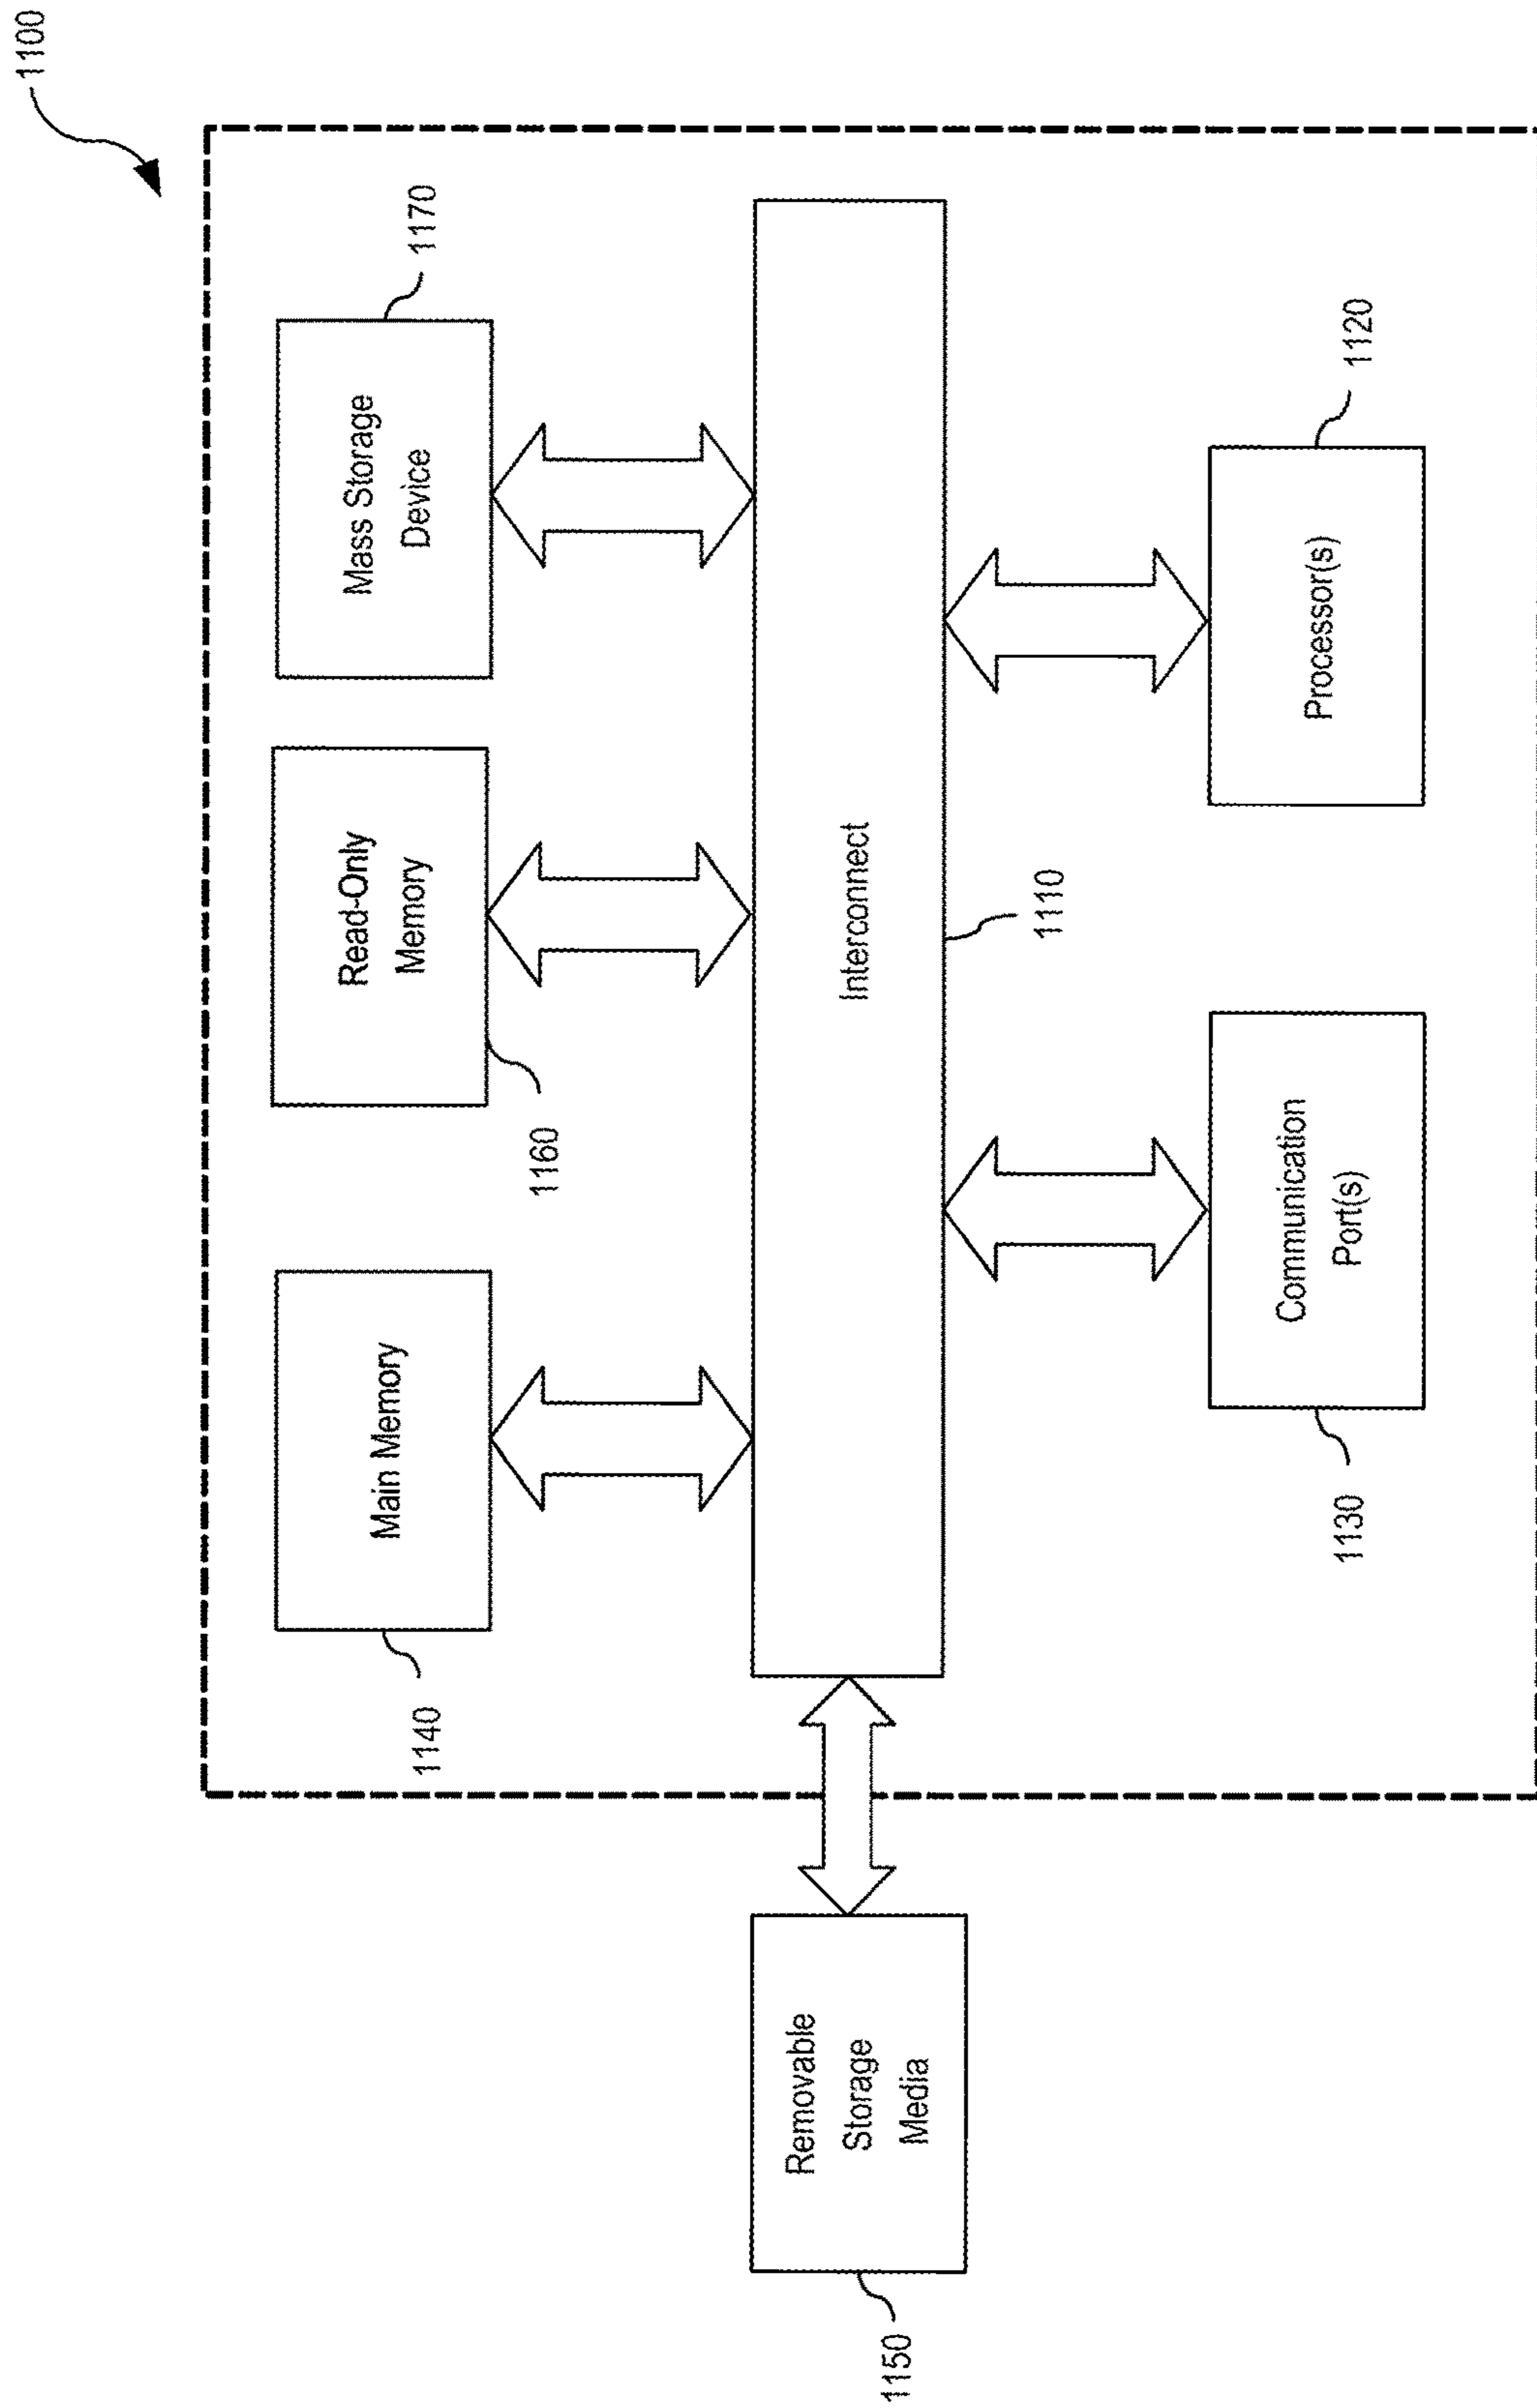 1100
Main Memory
1140
Read-Only
Memory
1160
Mass Storage
Device
1170
Removable
Storage
Media
1150
Interconnect
1110
Communication
Port(s)
1130
Processor(s)
1120